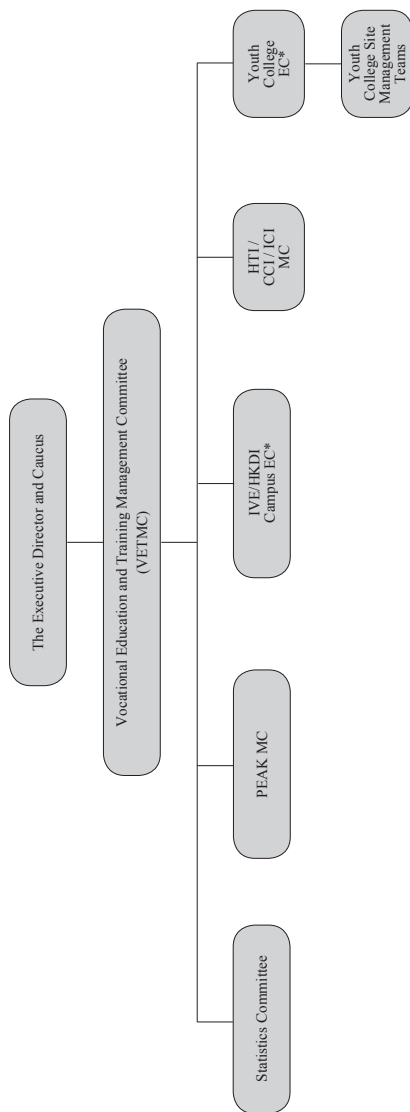 The Executive Director and Caucus
Vocational Education and Training Management Committee
(VETMC)
Statistics Committee
PEAK MC
IVE/HKDI
Campus EC*
HTI /
CCI / ICI
MC
Youth
College
EC*
Youth
College Site
Management
Teams